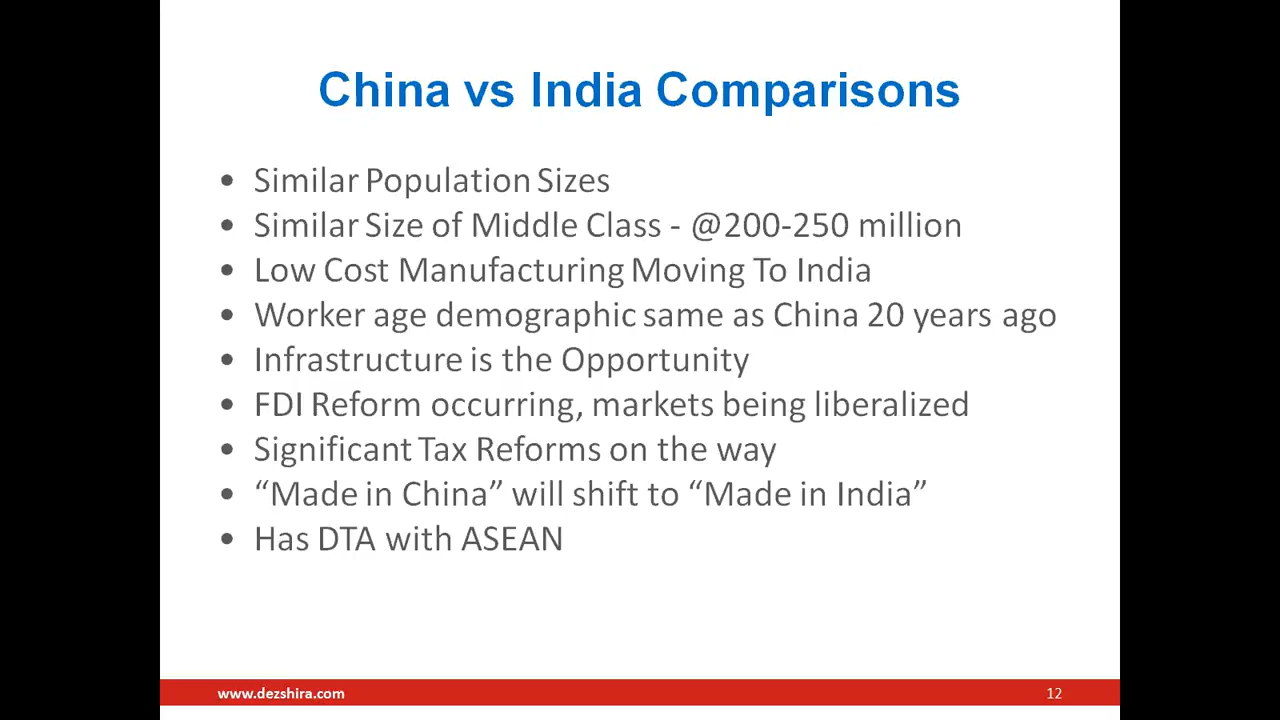 China vs India Comparisons
• Similar Population Sizes
• Similar Size of Middle Class - @200-250 million
• Low Cost Manufacturing Moving To India
• Worker age demographic same as China 20 years ago
• Infrastructure is the Opportunity
• FDI Reform occurring, markets being liberalized
• Significant Tax Reforms on the way
• “Made in China” will shift to “Made in India”
• Has DTA with ASEAN
www.dezshira.com 12